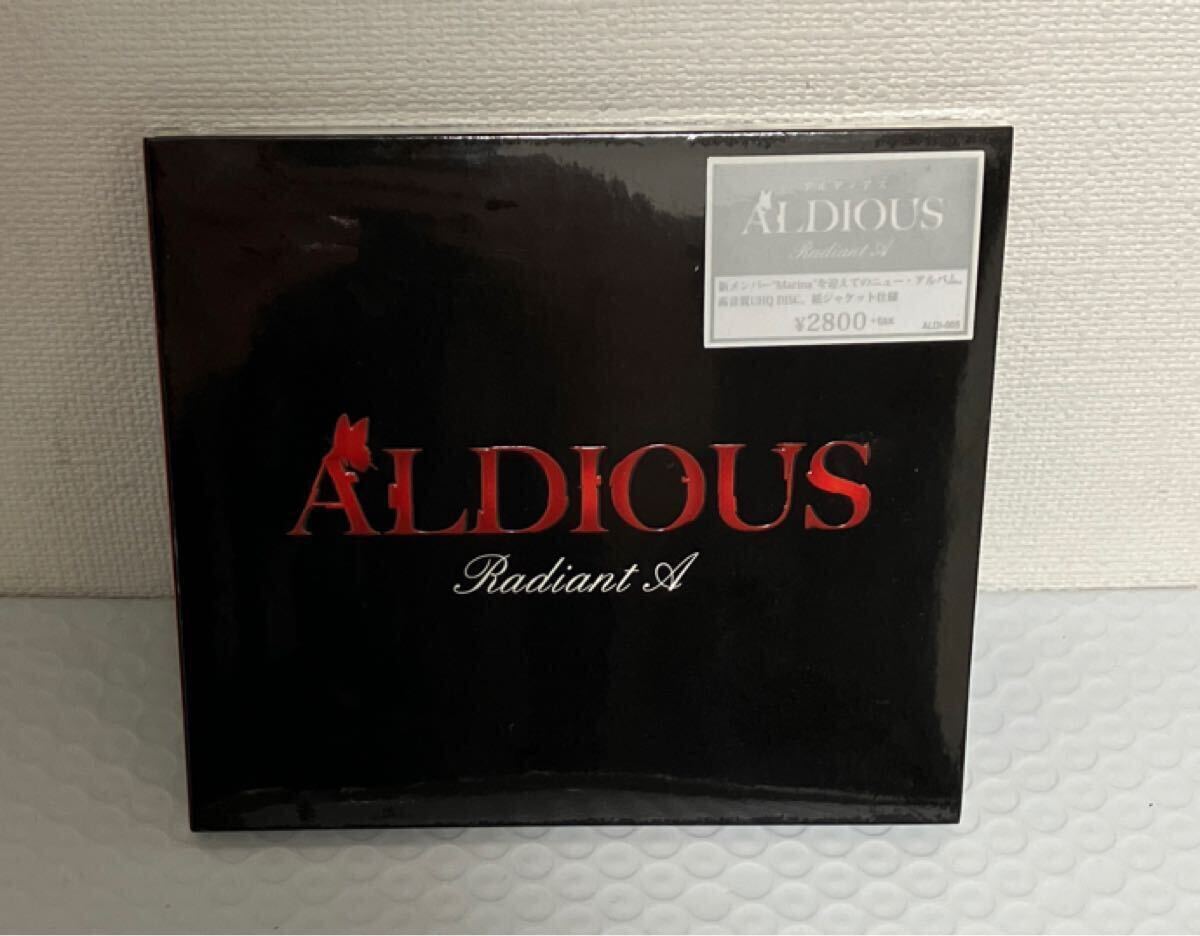 アルディアス
ALDIOUS
Radiant A
新メンバー"Marina"を迎えてのニュー・アルバム。
高音質UHQ DISC、紙ジャケット仕様
¥2800+tax
ALDIOUS
Radiant A